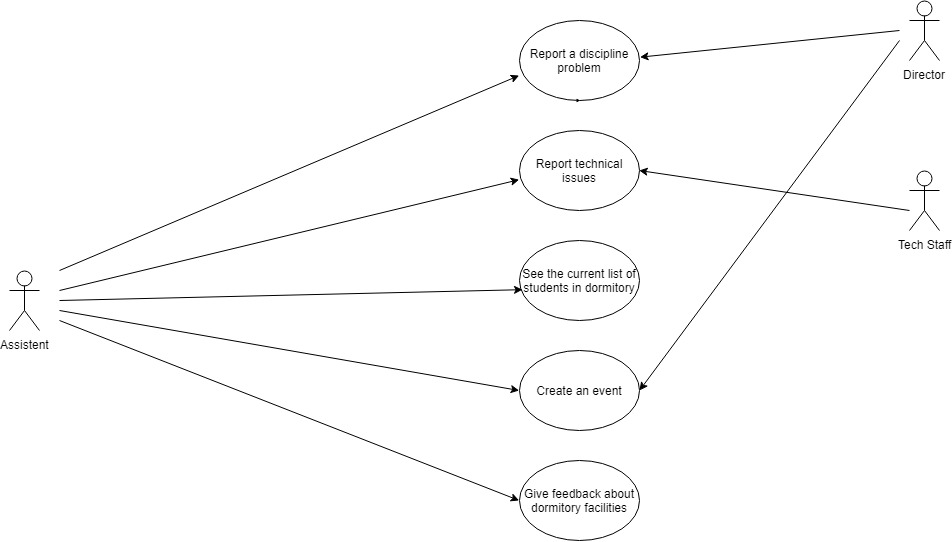 Report a discipline
problem
Director
Report technical
issues
Tech Staff
See the current list of
students in dormitory
Assistent
Create an event
Give feedback about
dormitory facilities